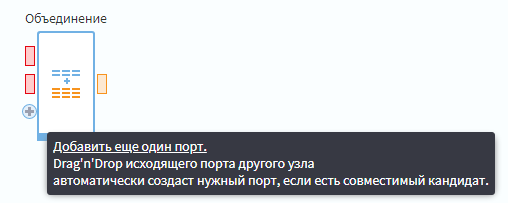 Объединение
Добавить еще один порт.
Drag'n'Drop исходящего порта другого узла
автоматически создаст нужный порт, если есть совместимый кандидат.